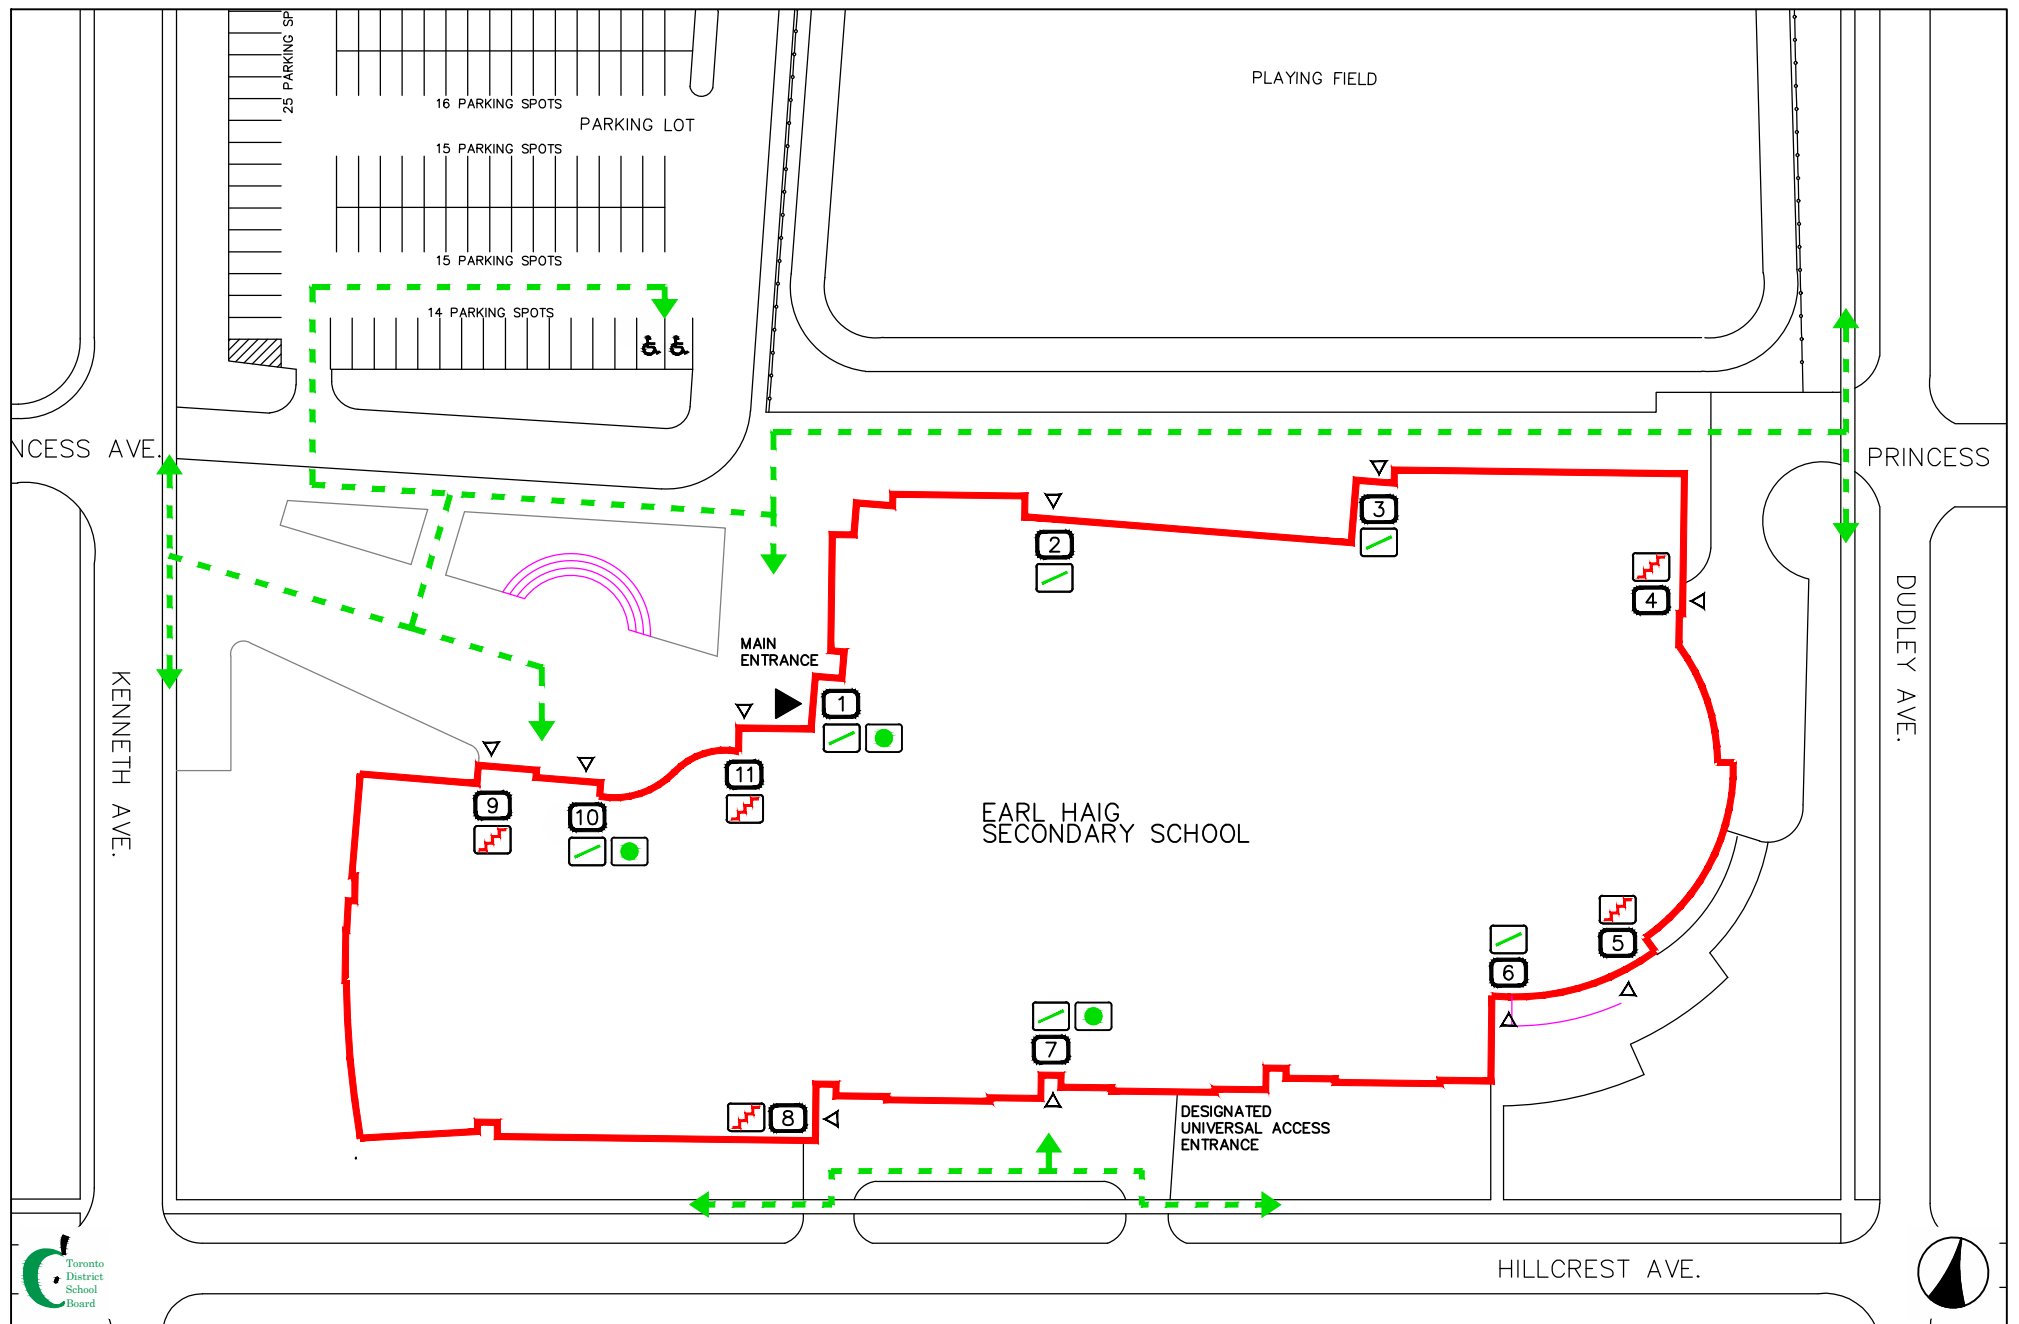 25 PARKING SP
16 PARKING SPOTS
PARKING LOT
15 PARKING SPOTS
15 PARKING SPOTS
14 PARKING SPOTS
PLAYING FIELD
NCESS AVE.
PRINCESS
KENNETH AVE.
DUDLEY AVE.
3
2
4
MAIN
ENTRANCE
1
11
9
10
EARL HAIG
SECONDARY SCHOOL
5
6
7
8
DESIGNATED
UNIVERSAL ACCESS
ENTRANCE
HILLCREST AVE.
Toronto
District
School
Board